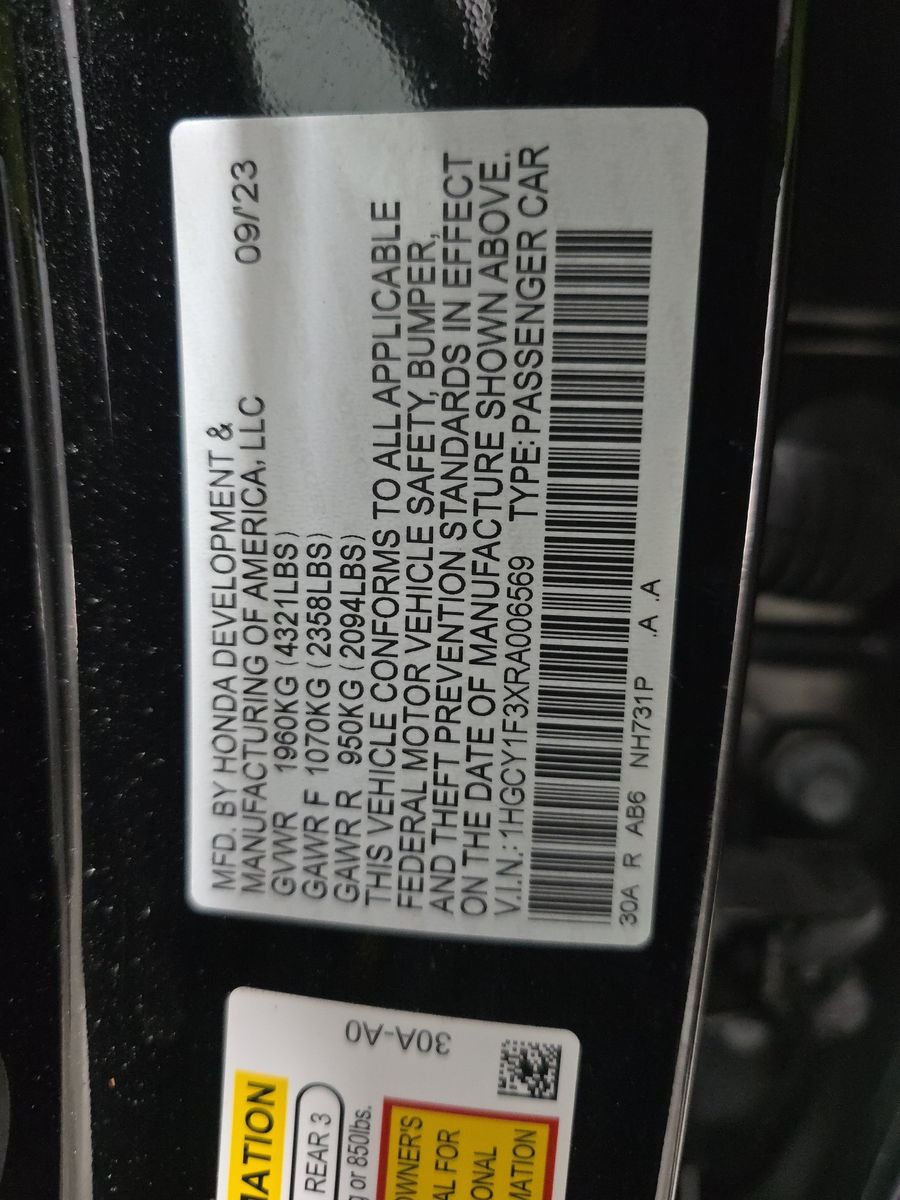 MFD. BY HONDA DEVELOPMENT &
MANUFACTURING OF AMERICA, LLC 09/'23
GVWR 1960KG (4321LBS)
GAWR F 1070KG (2358LBS)
GAWR R 950KG (2094LBS)
THIS VEHICLE CONFORMS TO ALL APPLICABLE
FEDERAL MOTOR VEHICLE SAFETY, BUMPER,
AND THEFT PREVENTION STANDARDS IN EFFECT
ON THE DATE OF MANUFACTURE SHOWN ABOVE.
V.I.N.: 1HGCY1F3XRA006569 TYPE: PASSENGER CAR
30A R AB6 NH731P .A .A
30A-A0
MATION
REAR 3
g or 850lbs.
OWNER'S
AL FOR
ONAL
MATION